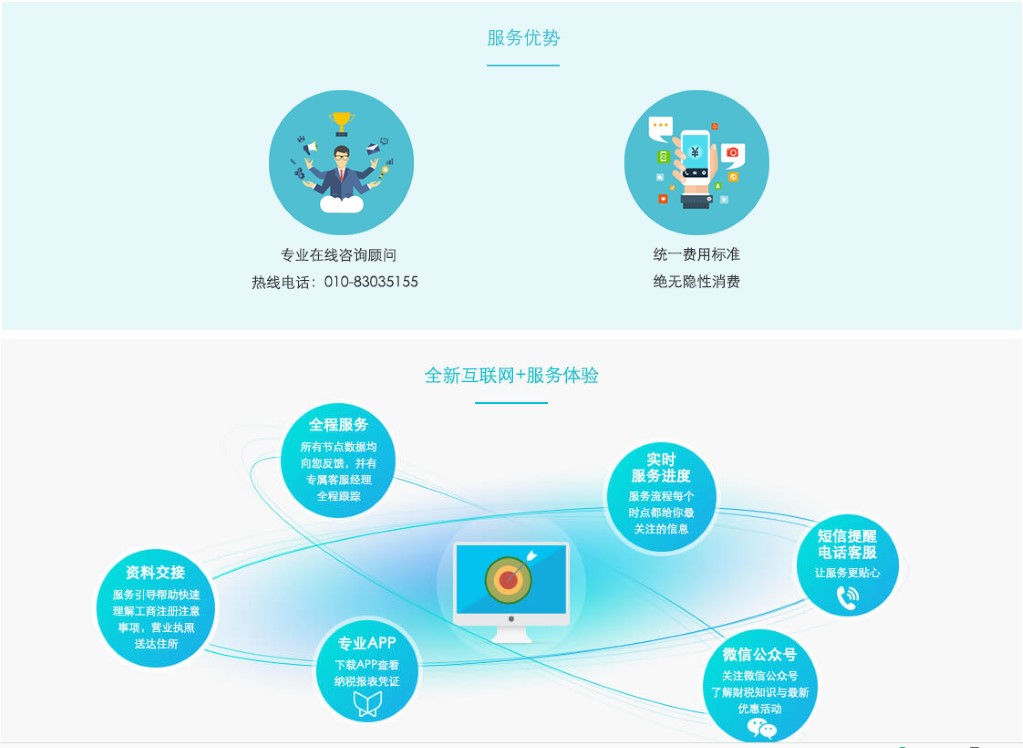 服务优势
专业在线咨询顾问
热线电话：010-83035155
统一费用标准
绝无隐性消费
全新互联网+服务体验
全程服务
所有节点数据均
向您反馈，并有
专属客服经理
全程跟踪
实时
服务进度
服务流程每个
时点都给你最
关注的信息
短信提醒
电话客服
让服务更贴心
资料交接
服务引导帮助快速
理解工商注册注意
事项，营业执照
送达住所
专业APP
下载APP查看
纳税报表凭证
微信公众号
关注微信公众号
了解财税知识与最新
优惠活动